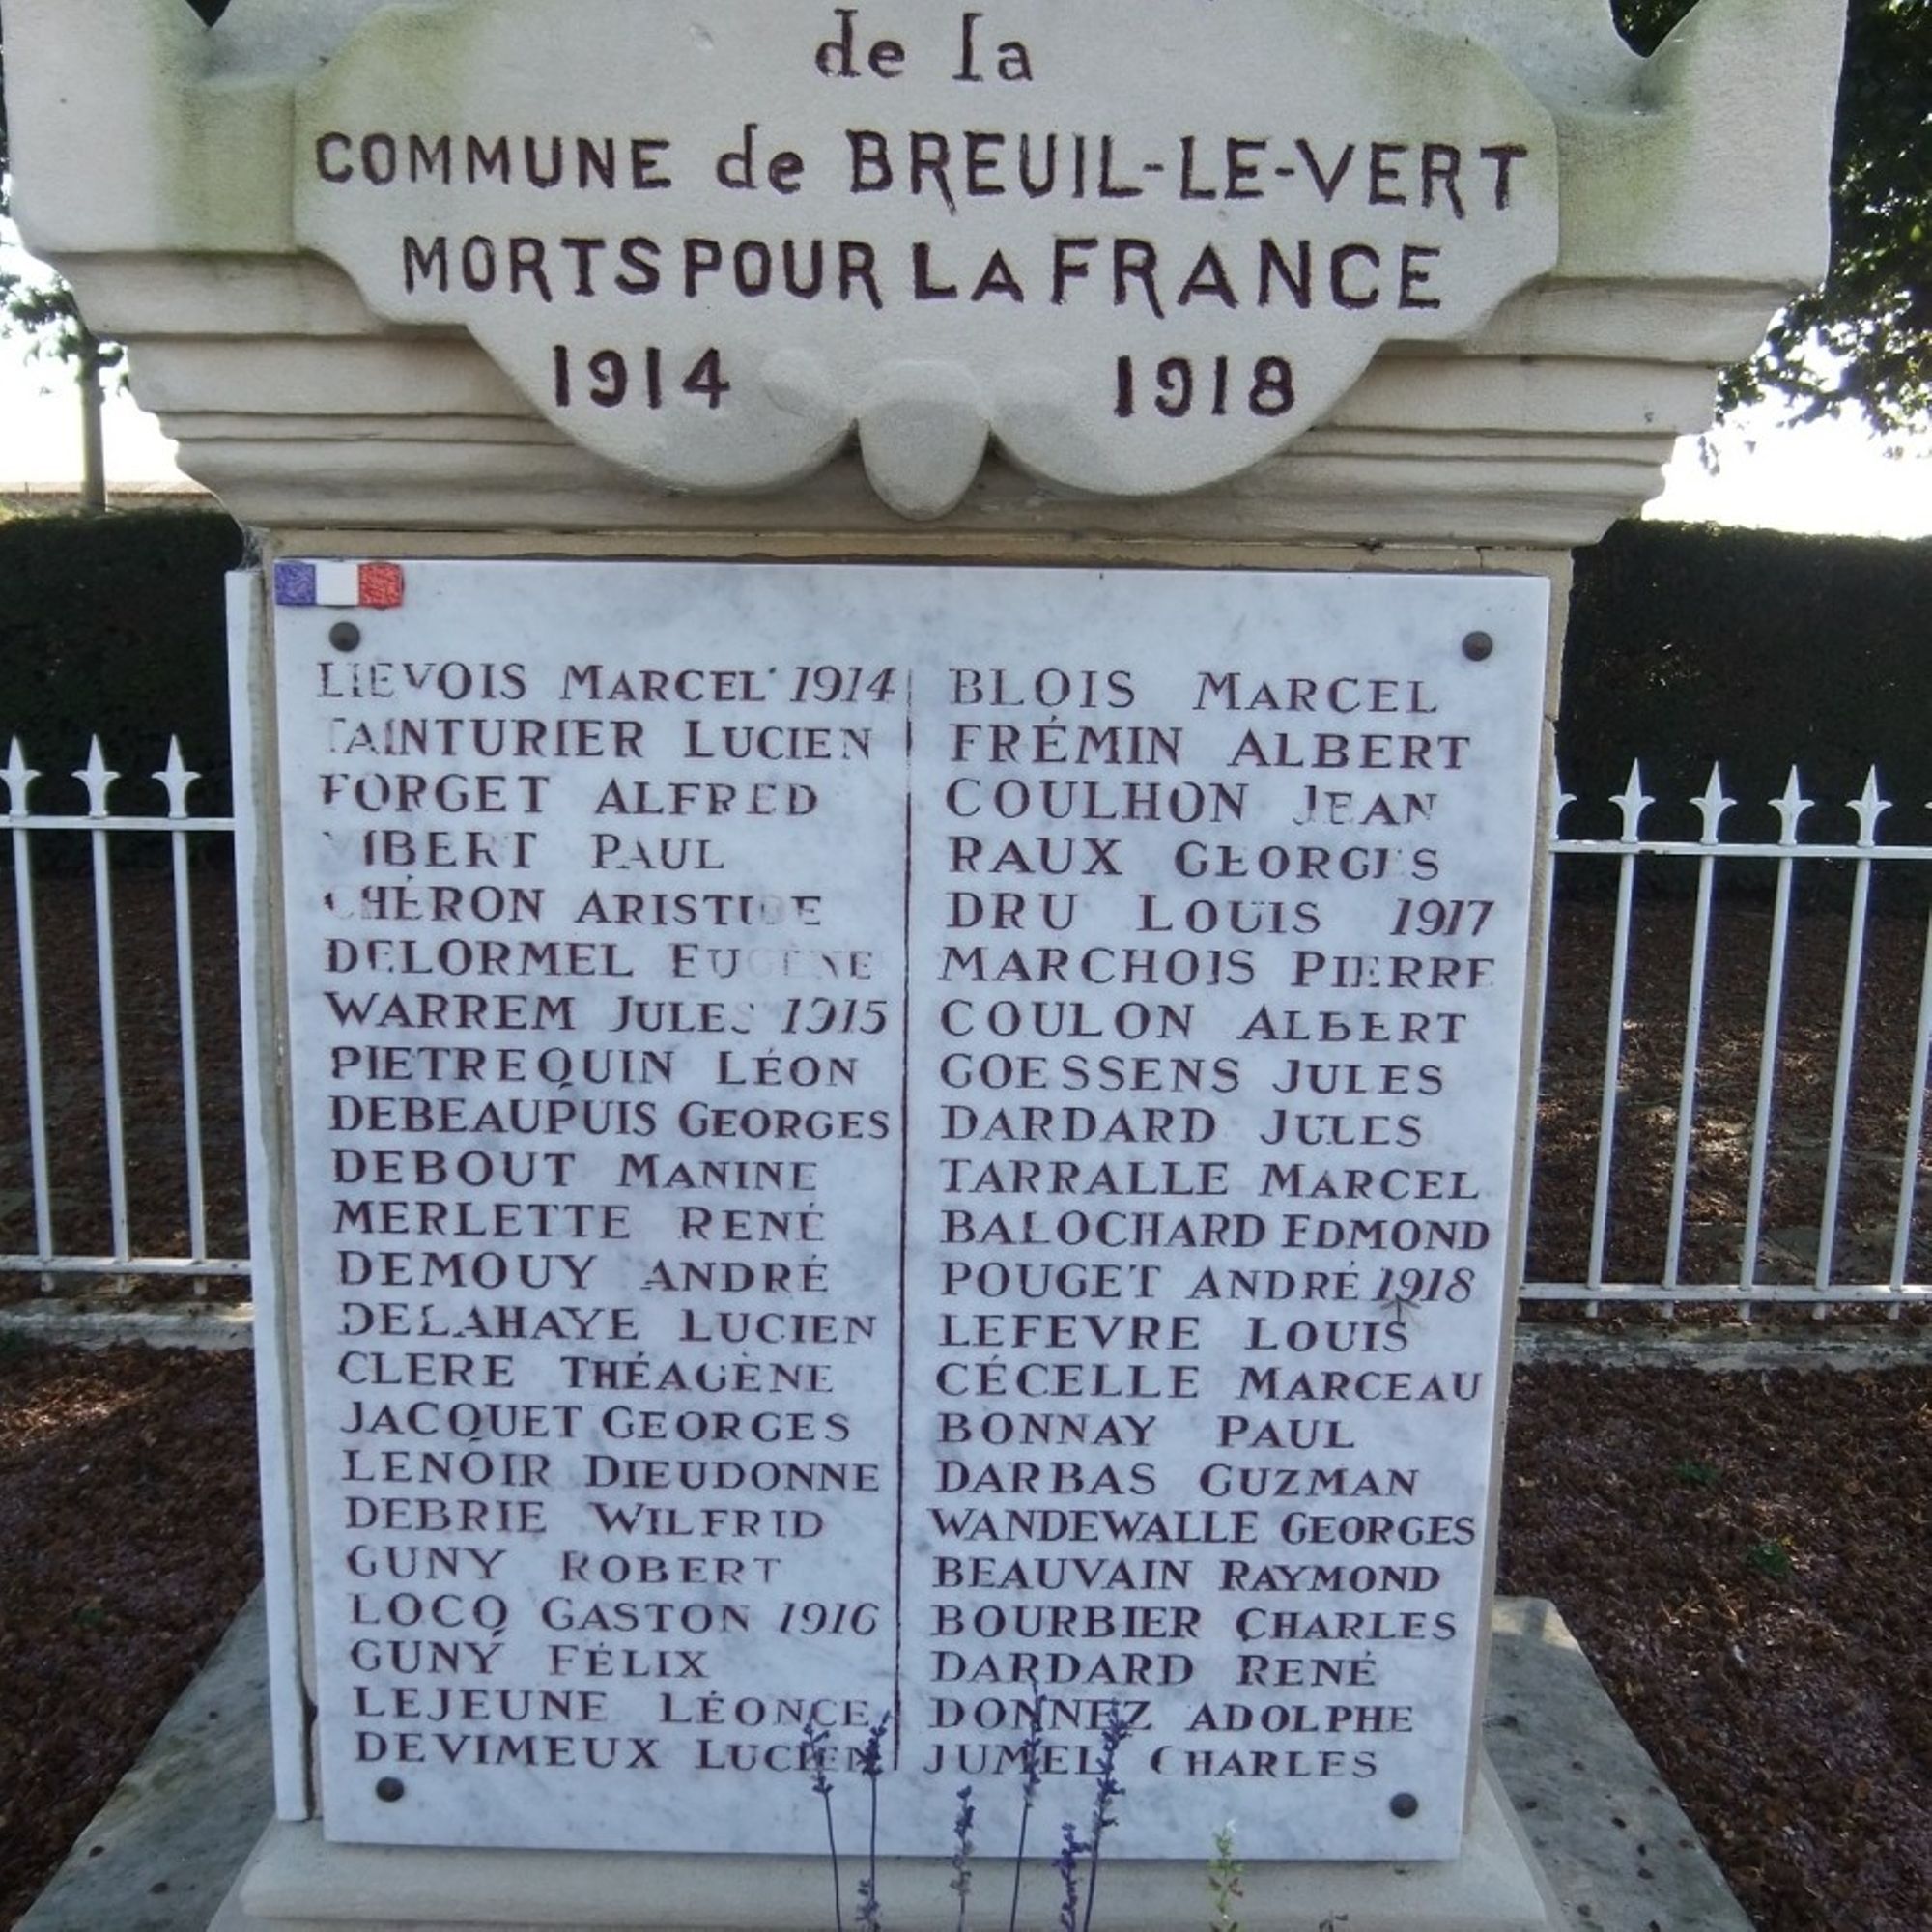 de la
COMMUNE de BREUIL-LE-VERT
MORTS POUR LA FRANCE
1914 1918
LIEVOIS MARCEL 1914
TAINTURIER LUCIEN
FORGET ALFRED
VIBERT PAUL
CHÉRON ARISTIDE
DELORMEL EUGÈNE
WARREM JULES 1915
PIETREQUIN LÉON
DEBEAUPUIS GEORGES
DEBOUT MANINE
MERLETTE RENÉ
DEMOUY ANDRÉ
DELAHAYE LUCIEN
CLERE THÉAGÈNE
JACQUET GEORGES
LENOIR DIEUDONNE
DEBRIE WILFRID
GUNY ROBERT
LOCQ GASTON 1916
GUNY FÉLIX
LEJEUNE LÉONCE
DEVIMEUX LUCIEN
BLOIS MARCEL
FRÉMIN ALBERT
COULHON JEAN
RAUX GEORGES
DRU LOUIS 1917
MARCHOIS PIERRE
COULON ALBERT
GOESSENS JULES
DARDARD JULES
TARRALLE MARCEL
BALOCHARD EDMOND
POUGET ANDRÉ 1918
LEFEVRE LOUIS
CÉCELLE MARCEAU
BONNAY PAUL
DARBAS GUZMAN
WANDEWALLE GEORGES
BEAUVAIN RAYMOND
BOURBIER CHARLES
DARDARD RENÉ
DONNEZ ADOLPHE
JUMEL CHARLES